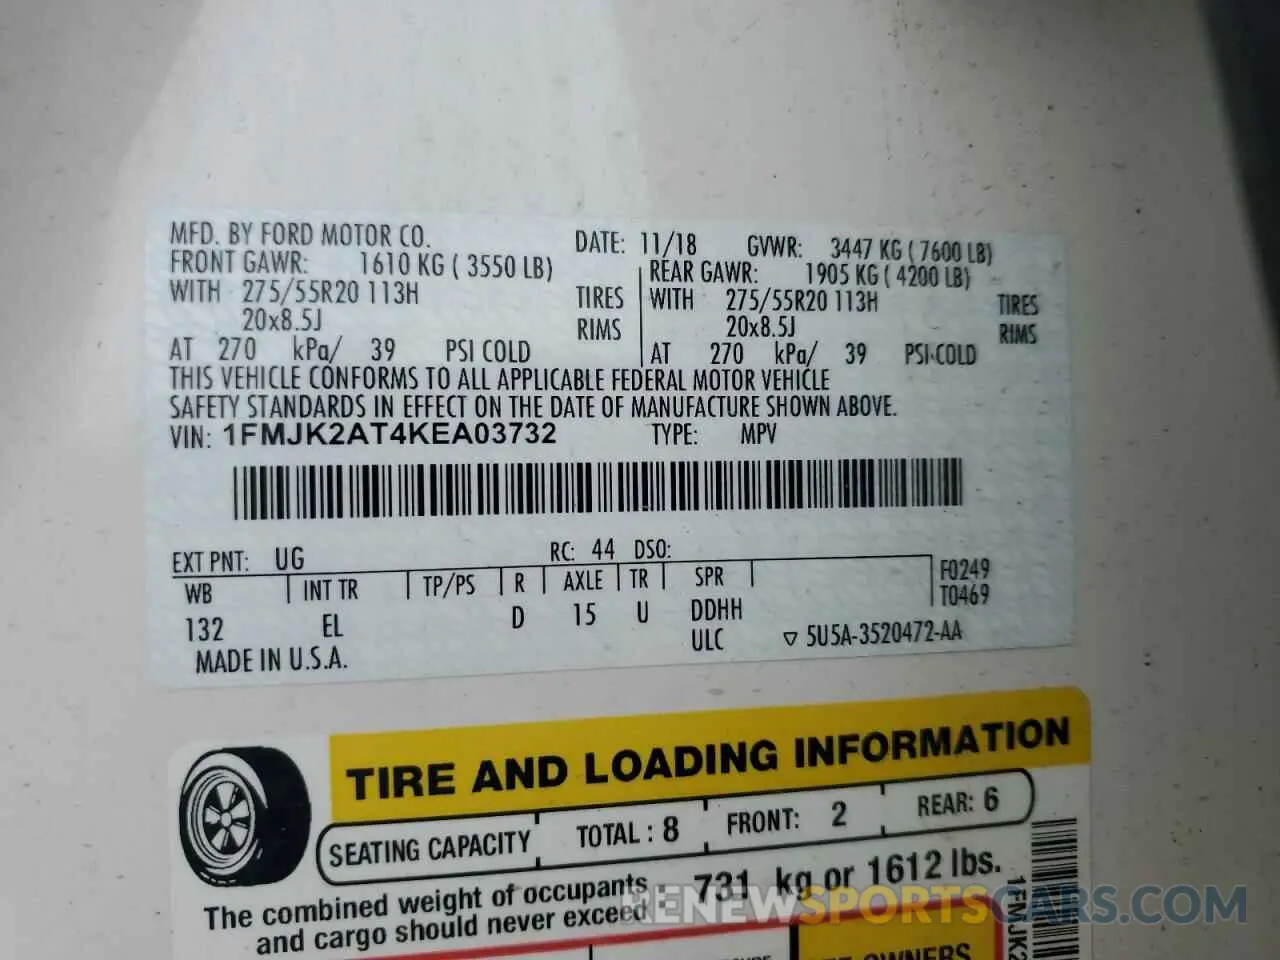 MFD. BY FORD MOTOR CO. DATE: 11/18 GVWR: 3447 KG ( 7600 LB)
FRONT GAWR: 1610 KG ( 3550 LB) REAR GAWR: 1905 KG ( 4200 LB)
WITH 275/55R20 113H TIRES WITH 275/55R20 113H TIRES
20x8.5J RIMS 20x8.5J RIMS
AT 270 kPa/ 39 PSI COLD AT 270 kPa/ 39 PSI COLD
THIS VEHICLE CONFORMS TO ALL APPLICABLE FEDERAL MOTOR VEHICLE
SAFETY STANDARDS IN EFFECT ON THE DATE OF MANUFACTURE SHOWN ABOVE.
VIN: 1FMJK2AT4KEA03732 TYPE: MPV
EXT PNT: UG RC: 44 DSO:
WB INT TR TP/PS R AXLE TR SPR F0249
132 EL D 15 U DDHH T0469
ULC ▽ 5U5A-3520472-AA
MADE IN U.S.A.
TIRE AND LOADING INFORMATION
SEATING CAPACITY TOTAL : 8 FRONT: 2 REAR: 6
The combined weight of occupants 731 kg or 1612 lbs.
and cargo should never exceed
OWNERS
1FMJK2
RENEWSPORTSCARS.COM